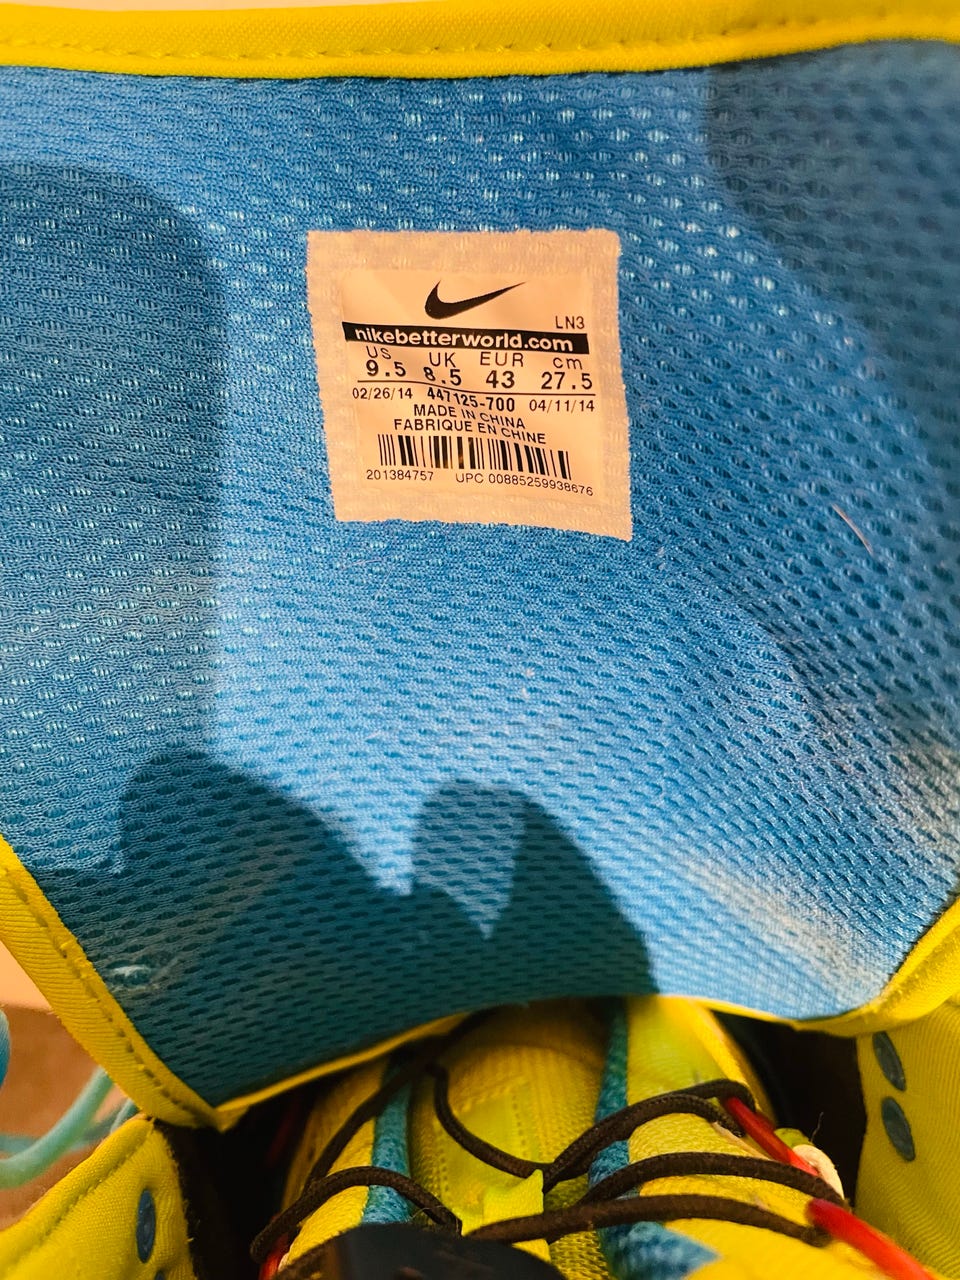 LN3
nikebetterworld.com
US UK EUR cm
9.5 8.5 43 27.5
02/26/14 447125-700 04/11/14
MADE IN CHINA
FABRIQUE EN CHINE
201384757 UPC 00885259938676